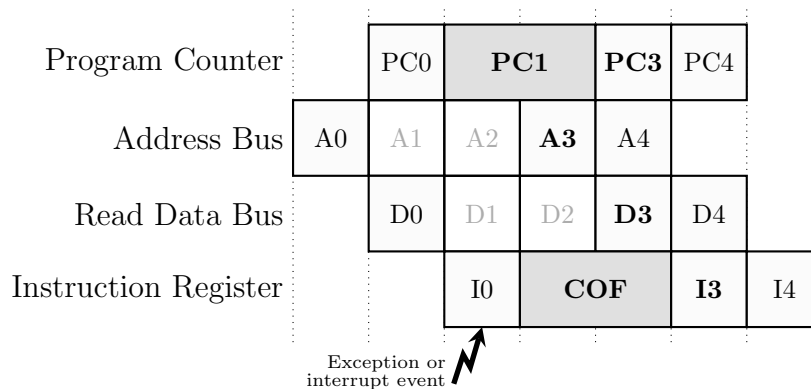 Program Counter PC0 PC1 PC3 PC4
Address Bus A0 A1 A2 A3 A4
Read Data Bus D0 D1 D2 D3 D4
Instruction Register I0 COF I3 I4
Exception or
interrupt event